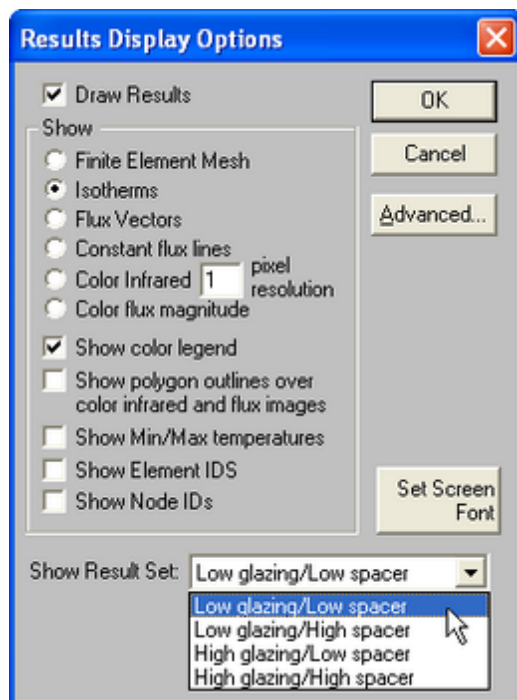 Results Display Options
Draw Results
OK
Show
Cancel
Finite Element Mesh
Isotherms
Advanced...
Flux Vectors
Constant flux lines
Color Infrared 1 pixel resolution
Color flux magnitude
Show color legend
Show polygon outlines over
color infrared and flux images
Show Min/Max temperatures
Show Element IDS
Show Node IDs
Set Screen
Font
Show Result Set: Low glazing/Low spacer
Low glazing/Low spacer
Low glazing/High spacer
High glazing/Low spacer
High glazing/High spacer